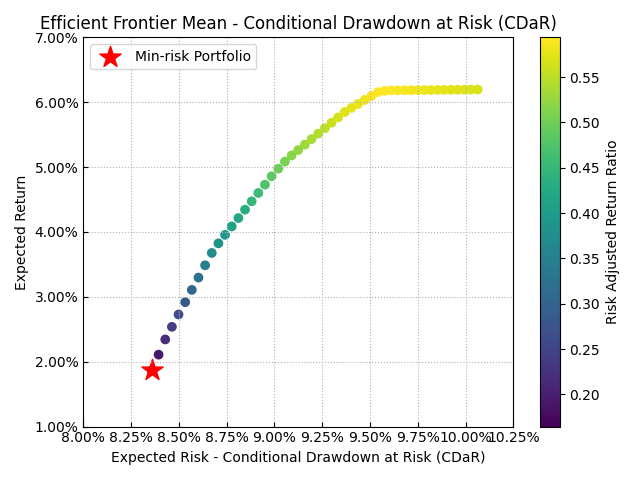 Efficient Frontier Mean - Conditional Drawdown at Risk (CDaR)
7.00%
6.00%
5.00%
4.00%
3.00%
2.00%
1.00%
Expected Return
Min-risk Portfolio
8.00% 8.25% 8.50% 8.75% 9.00% 9.25% 9.50% 9.75% 10.00% 10.25%
Expected Risk - Conditional Drawdown at Risk (CDaR)
0.55
0.50
0.45
0.40
0.35
0.30
0.25
0.20
Risk Adjusted Return Ratio